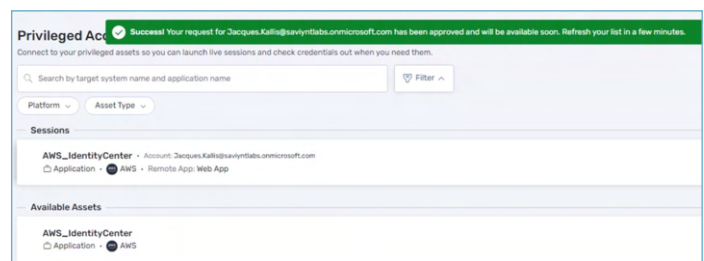 Privileged Acc
Success! Your request for Jacques.Kallis@saviyntlabs.onmicrosoft.com has been approved and will be available soon. Refresh your list in a few minutes.
Connect to your privileged assets so you can launch live sessions and check credentials out when you need them.
Search by target system name and application name
Filter
Platform
Asset Type
Sessions
AWS_IdentityCenter • Account: Jacques.Kallis@saviyntlabs.onmicrosoft.com
Application • AWS • Remote App: Web App
Available Assets
AWS_IdentityCenter
Application • AWS